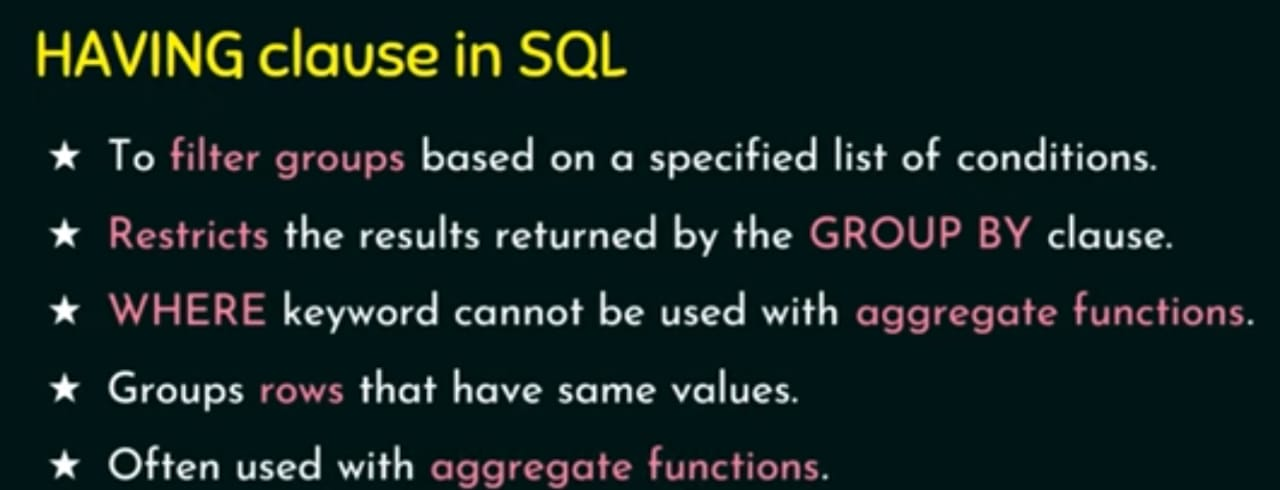 HAVING clause in SQL
★ To filter groups based on a specified list of conditions.
★ Restricts the results returned by the GROUP BY clause.
★ WHERE keyword cannot be used with aggregate functions.
★ Groups rows that have same values.
★ Often used with aggregate functions.